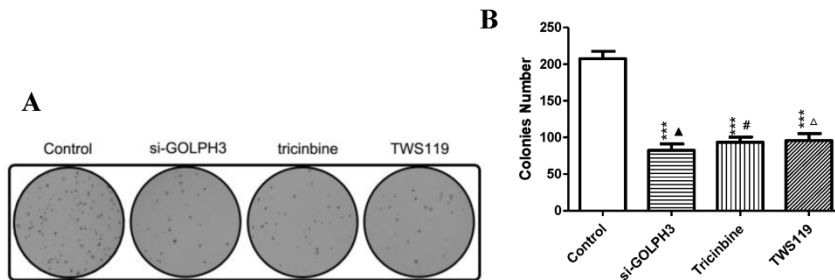 A
Control si-GOLPH3 tricinbine TWS119
B
Colonies Number
250
200
150
100
50
0
*** ▲
*** #
*** △
Control
si-GOLPH3
Tricinbine
TWS119